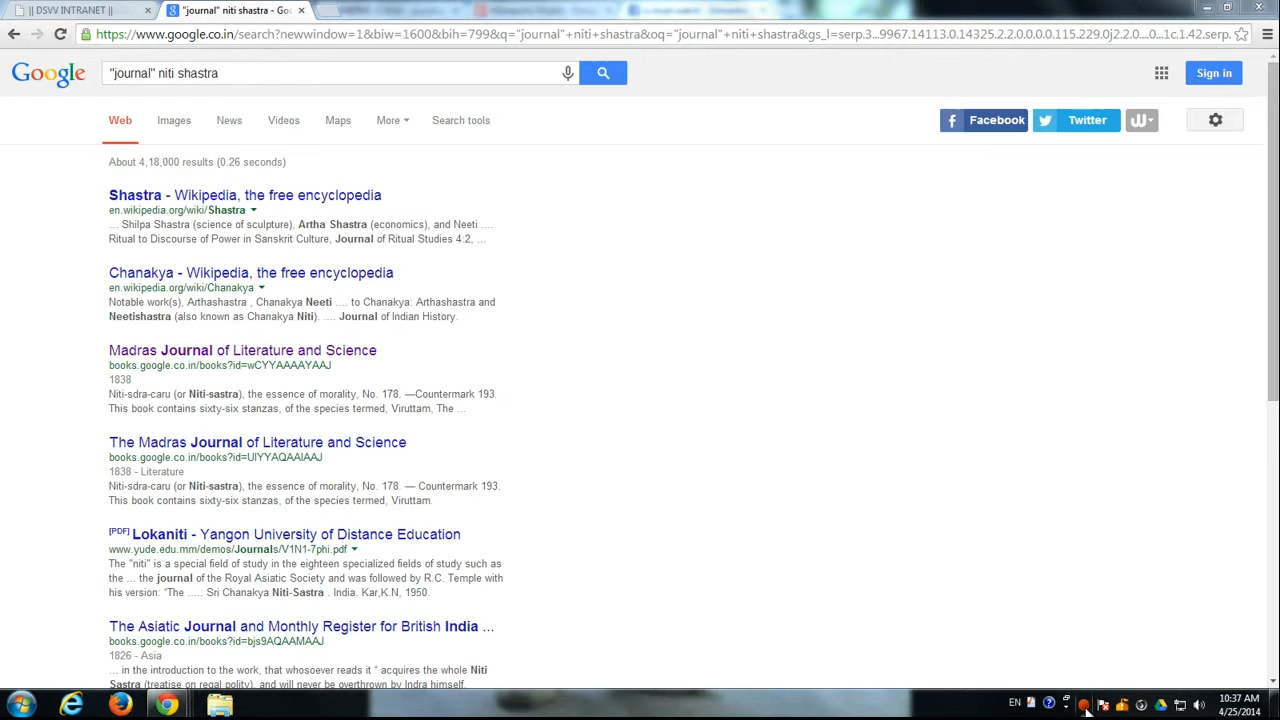 || DSVV INTRANET ||
"journal" niti shastra - Go
https://www.google.co.in/search?newwindow=1&biw=1600&bih=799&q="journal"+niti+shastra&oq="journal"+niti+shastra&gs_l=serp.3...9967.14113.0.14325.2.2.0.0.0.0.115.229.0j2.2.0....0...1c.1.42.serp.
Google
"journal" niti shastra
Sign in
Web Images News Videos Maps More Search tools
Facebook Twitter
About 4,18,000 results (0.26 seconds)
Shastra - Wikipedia, the free encyclopedia
en.wikipedia.org/wiki/Shastra
... Shilpa Shastra (science of sculpture), Artha Shastra (economics), and Neeti ....
Ritual to Discourse of Power in Sanskrit Culture, Journal of Ritual Studies 4:2, ...
Chanakya - Wikipedia, the free encyclopedia
en.wikipedia.org/wiki/Chanakya
Notable work(s), Arthashastra , Chanakya Neeti .... to Chanakya: Arthashastra and
Neetishastra (also known as Chanakya Niti). .... Journal of Indian History.
Madras Journal of Literature and Science
books.google.co.in/books?id=wCYYAAAAYAAJ
1838
Niti-sdra-caru (or Niti-sastra), the essence of morality, No. 178. —Countermark 193.
This book contains sixty-six stanzas, of the species termed, Viruttam, The ...
The Madras Journal of Literature and Science
books.google.co.in/books?id=UIYYAQAAIAAJ
1838 - Literature
Niti-sdra-caru (or Niti-sastra), the essence of morality, No. 178. — Countermark 193.
This book contains sixty-six stanzas, of the species termed, Viruttam.
[PDF] Lokaniti - Yangon University of Distance Education
www.yude.edu.mm/demos/Journals/V1N1-7phi.pdf
The "niti" is a special field of study in the eighteen specialized fields of study such as
the ... the journal of the Royal Asiatic Society and was followed by R.C. Temple with
his version: "The ..... Sri Chanakya Niti-Sastra . India. Kar,K.N, 1950.
The Asiatic Journal and Monthly Register for British India ...
books.google.co.in/books?id=bjs9AQAAMAAJ
1826 - Asia
... in the introduction to the work, that whosoever reads it " acquires the whole Niti
Sastra (treatise on regal polity), and will never be overthrown by Indra himself.
EN
10:37 AM
4/25/2014